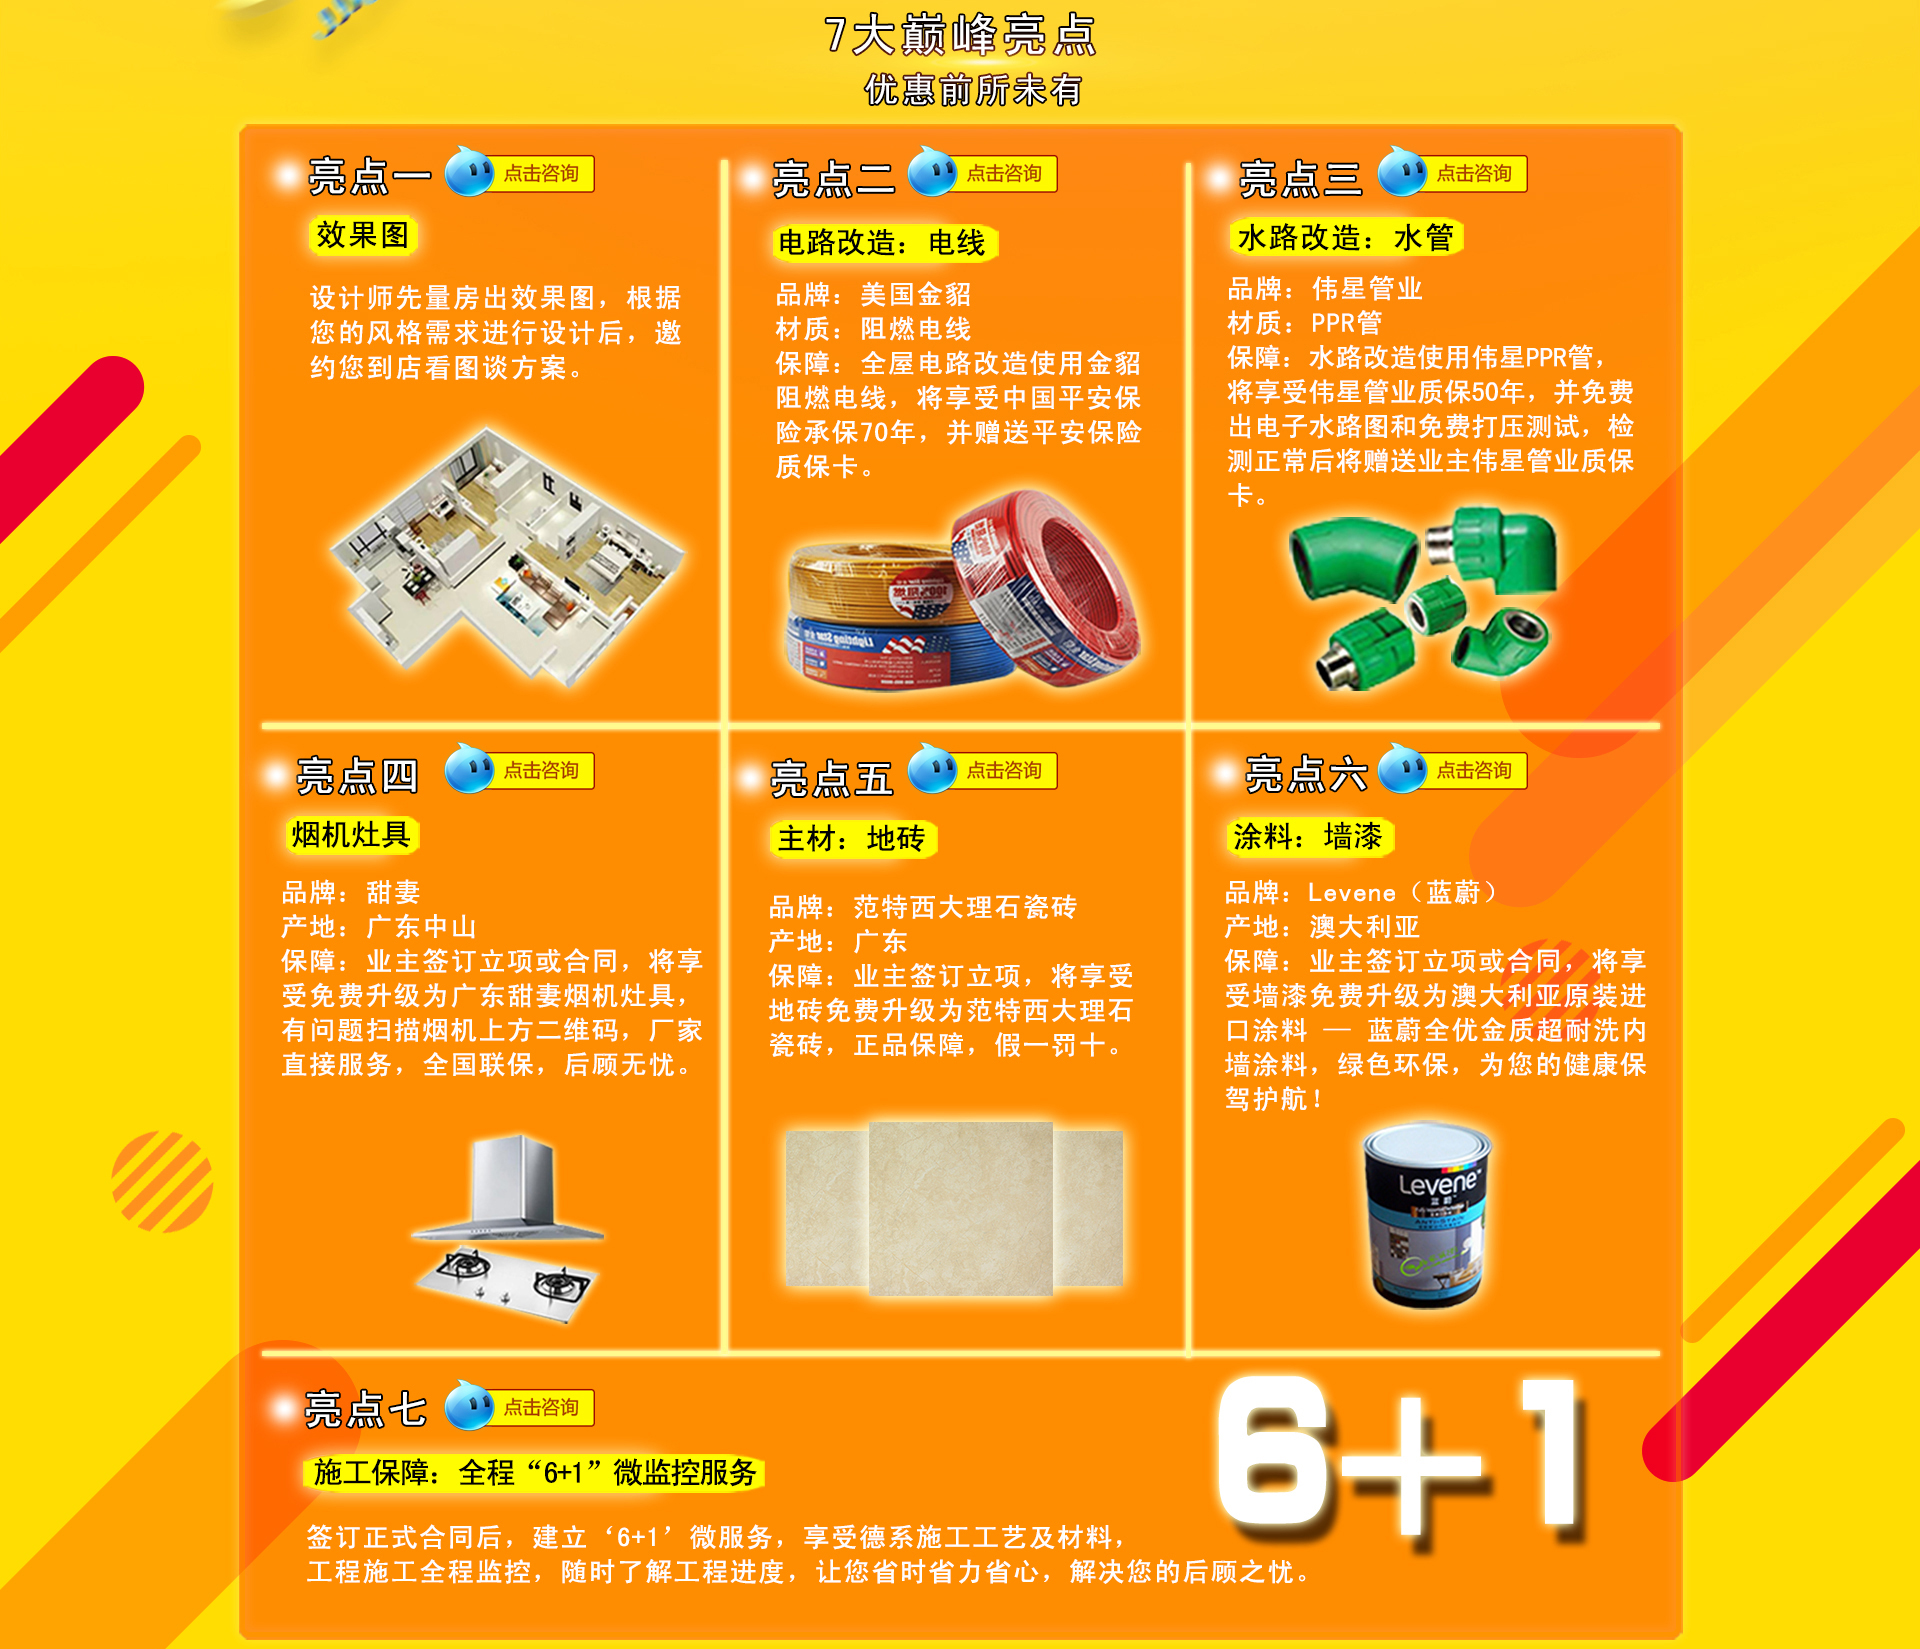 7大巅峰亮点
优惠前所未有
亮点一
点击咨询
效果图
设计师先量房出效果图，根据
您的风格需求进行设计后，邀
约您到店看图谈方案。
亮点二
点击咨询
电路改造：电线
品牌：美国金貂
材质：阻燃电线
保障：全屋电路改造使用金貂
阻燃电线，将享受中国平安保
险承保70年，并赠送平安保险
质保卡。
亮点三
点击咨询
水路改造：水管
品牌：伟星管业
材质：PPR管
保障：水路改造使用伟星PPR管，
将享受伟星管业质保50年，并免费
出电子水路图和免费打压测试，检
测正常后将赠送业主伟星管业质保
卡。
亮点四
点击咨询
烟机灶具
品牌：甜妻
产地：广东中山
保障：业主签订立项或合同，将享
受免费升级为广东甜妻烟机灶具，
有问题扫描烟机上方二维码，厂家
直接服务，全国联保，后顾无忧。
亮点五
点击咨询
主材：地砖
品牌：范特西大理石瓷砖
产地：广东
保障：业主签订立项，将享受
地砖免费升级为范特西大理石
瓷砖，正品保障，假一罚十。
亮点六
点击咨询
涂料：墙漆
品牌：Levene（蓝蔚）
产地：澳大利亚
保障：业主签订立项或合同，将享
受墙漆免费升级为澳大利亚原装进
口涂料 — 蓝蔚全优金质超耐洗内
墙涂料，绿色环保，为您的健康保
驾护航！
Levene
ANTI-STAIN
亮点七
点击咨询
施工保障：全程“6+1”微监控服务
签订正式合同后，建立‘6+1’微服务，享受德系施工工艺及材料，
工程施工全程监控，随时了解工程进度，让您省时省力省心，解决您的后顾之忧。
6+1